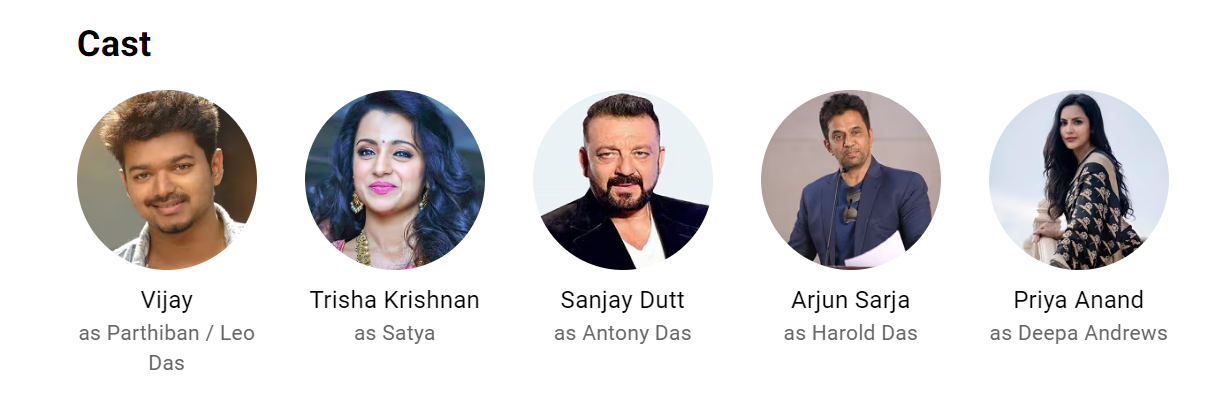 Cast
Vijay
as Parthiban / Leo
Das
Trisha Krishnan
as Satya
Sanjay Dutt
as Antony Das
Arjun Sarja
as Harold Das
Priya Anand
as Deepa Andrews